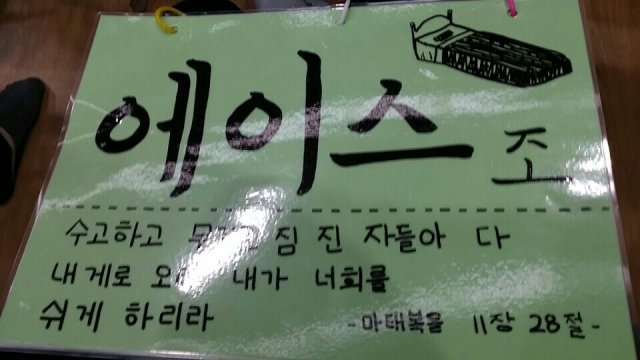 에이스 조
수고하고 짐 진 자들아 다
내게로 내가 너희를
쉬게 하리라
-마태복음 11장 28절-